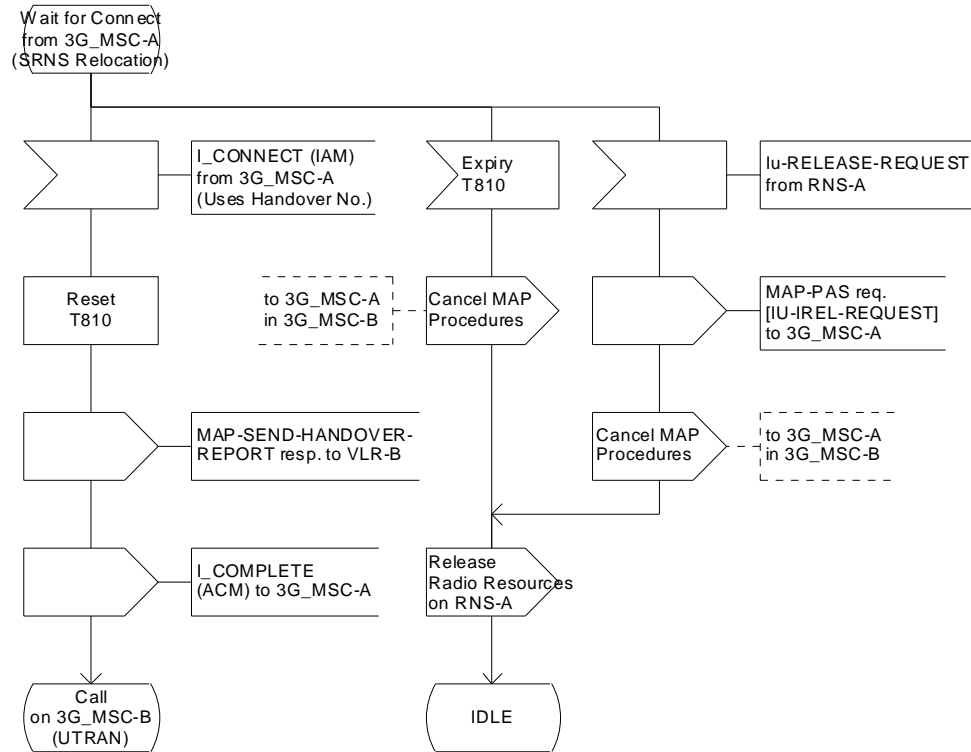 Wait for Connect
from 3G_MSC-A
(SRNS Relocation)
I_CONNECT (IAM)
from 3G_MSC-A
(Uses Handover No.)
Expiry
T810
Iu-RELEASE-REQUEST
from RNS-A
Reset
T810
to 3G_MSC-A
in 3G_MSC-B
Cancel MAP
Procedures
MAP-PAS req.
[IU-IREL-REQUEST]
to 3G_MSC-A
MAP-SEND-HANDOVER-
REPORT resp. to VLR-B
Cancel MAP
Procedures
to 3G_MSC-A
in 3G_MSC-B
I_COMPLETE
(ACM) to 3G_MSC-A
Release
Radio Resources
on RNS-A
Call
on 3G_MSC-B
(UTRAN)
IDLE